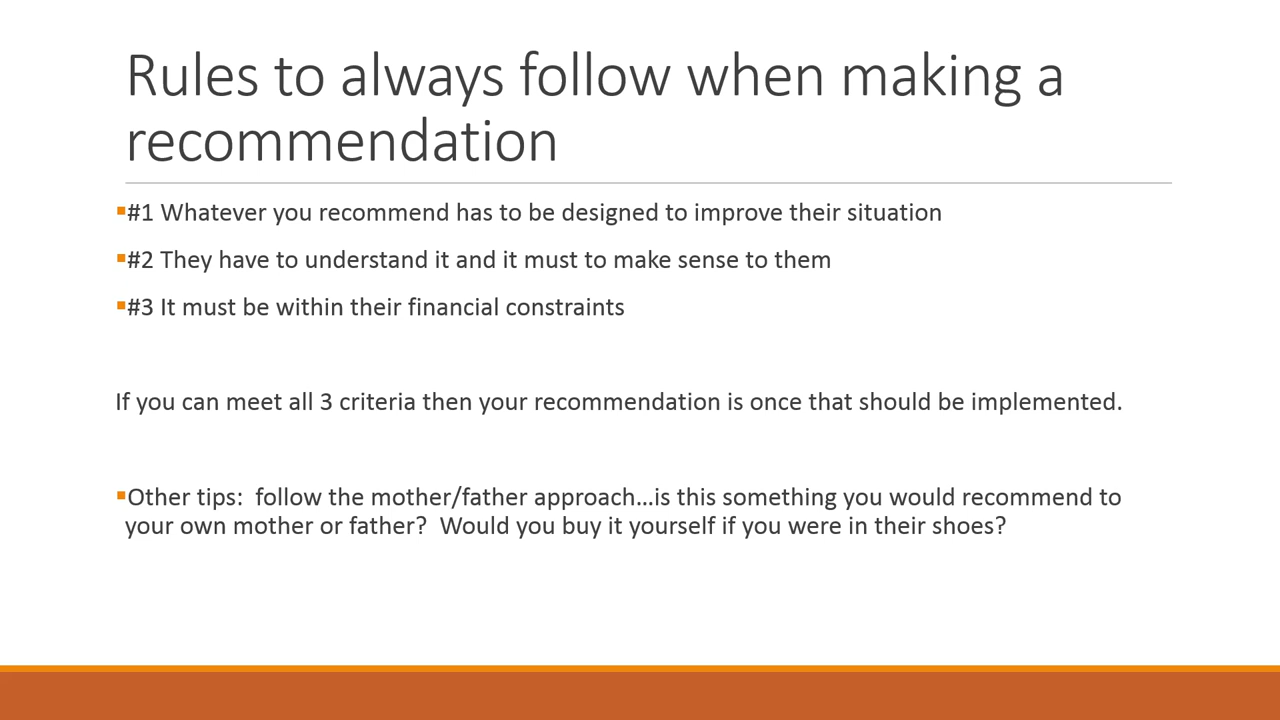 Rules to always follow when making a
recommendation
▪#1 Whatever you recommend has to be designed to improve their situation
▪#2 They have to understand it and it must to make sense to them
▪#3 It must be within their financial constraints
If you can meet all 3 criteria then your recommendation is once that should be implemented.
▪Other tips:  follow the mother/father approach…is this something you would recommend to
your own mother or father?  Would you buy it yourself if you were in their shoes?